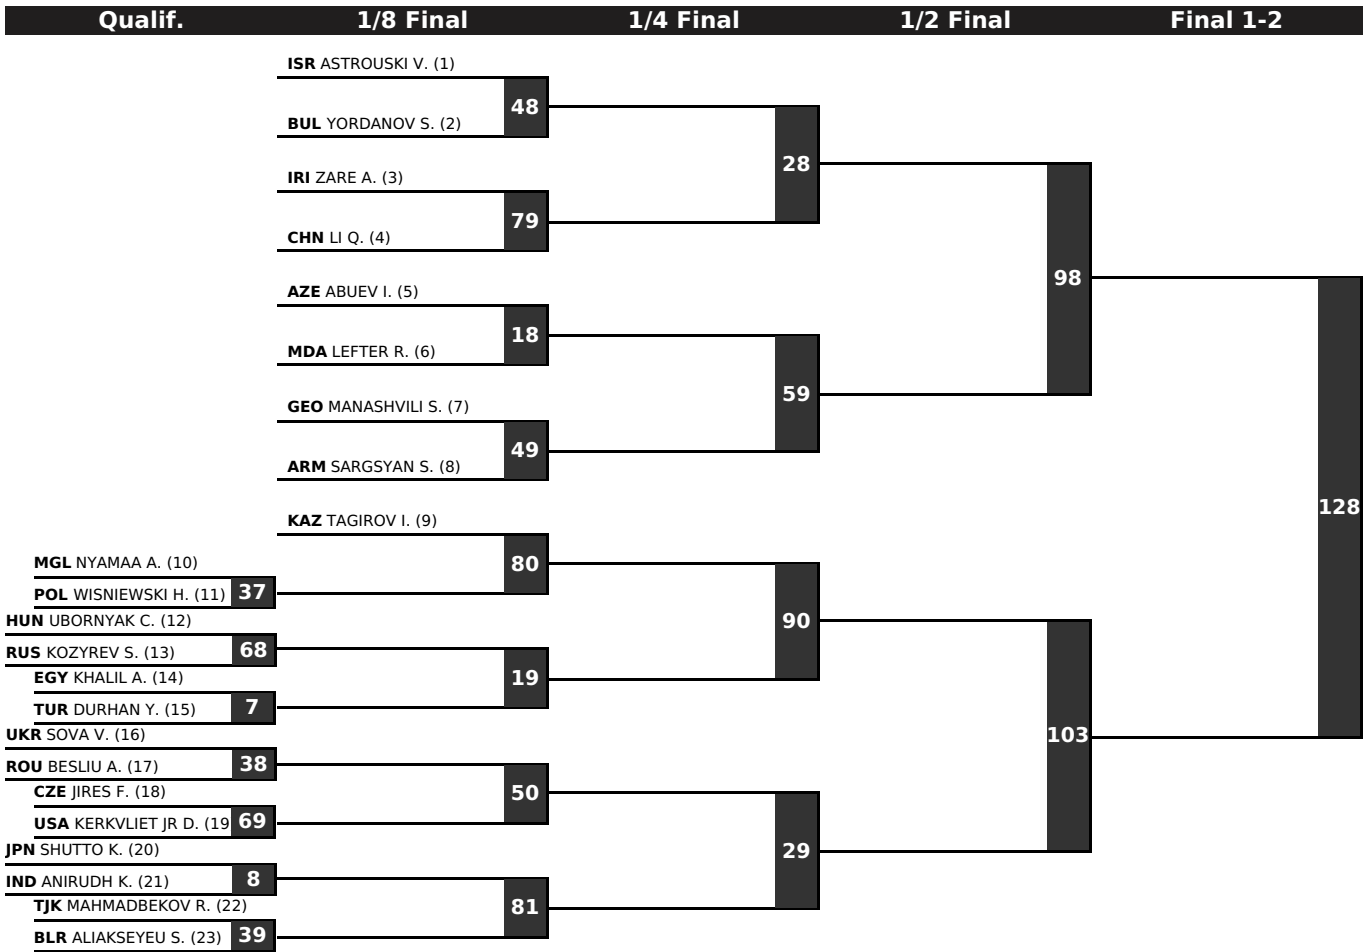 Qualif. 1/8 Final 1/4 Final 1/2 Final Final 1-2
ISR ASTROUSKI V. (1)
48
BUL YORDANOV S. (2)
28
IRI ZARE A. (3)
79
CHN LI Q. (4)
98
AZE ABUEV I. (5)
18
MDA LEFTER R. (6)
59
GEO MANASHVILI S. (7)
49
ARM SARGSYAN S. (8)
128
KAZ TAGIROV I. (9)
80
MGL NYAMAA A. (10)
POL WISNIEWSKI H. (11) 37
90
HUN UBORNYAK C. (12)
RUS KOZYREV S. (13) 68
19
EGY KHALIL A. (14)
TUR DURHAN Y. (15) 7
103
UKR SOVA V. (16)
ROU BESLIU A. (17) 38
50
CZE JIRES F. (18)
USA KERKVLIET JR D. (19 69
29
JPN SHUTTO K. (20)
IND ANIRUDH K. (21) 8
81
TJK MAHMADBEKOV R. (22)
BLR ALIAKSEYEU S. (23) 39